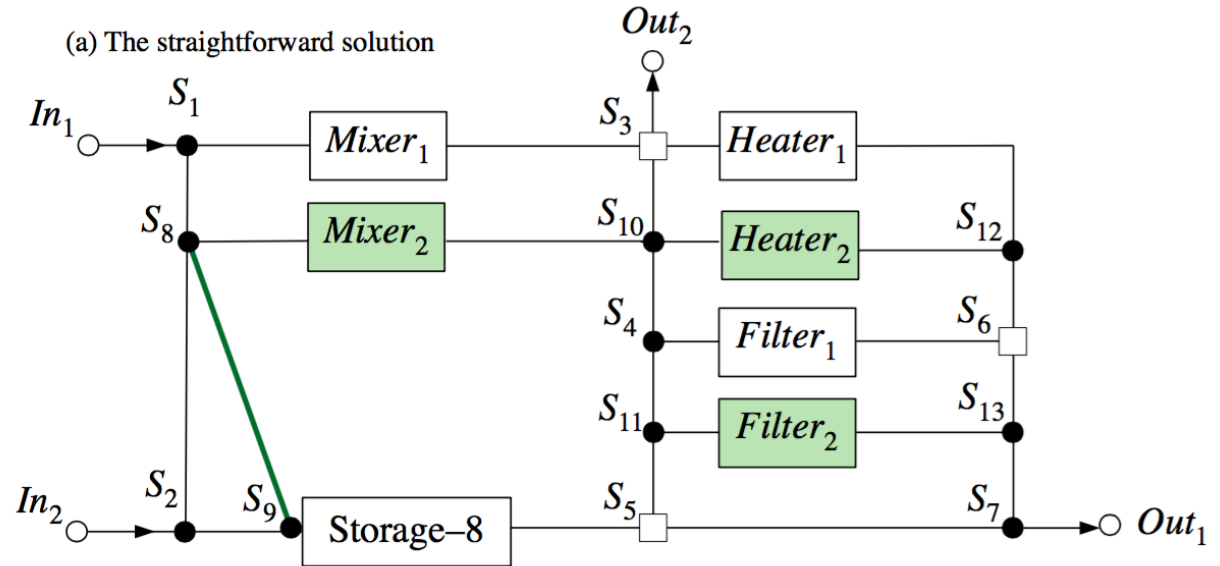 (a) The straightforward solution
Out₂
S₁
In₁
Mixer₁
S₃
Heater₁
S₈
Mixer₂
S₁₀
Heater₂
S₁₂
S₄
Filter₁
S₆
S₁₁
Filter₂
S₁₃
In₂
S₂
S₉
Storage–8
S₅
S₇
Out₁